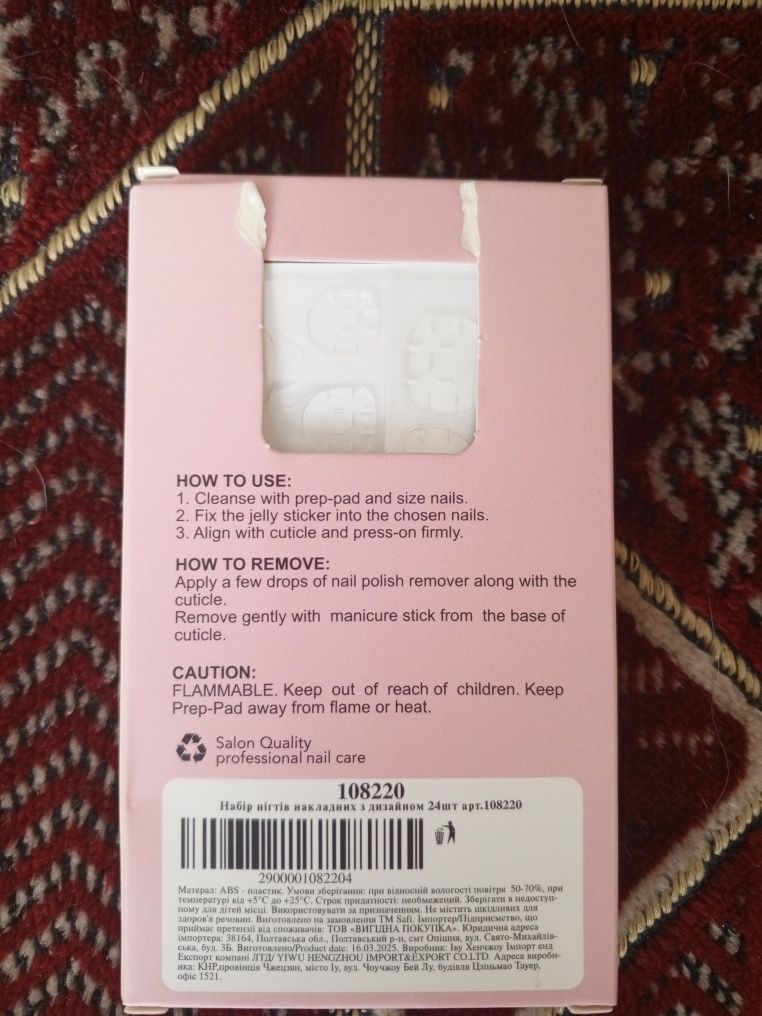 HOW TO USE:
1. Cleanse with prep-pad and size nails.
2. Fix the jelly sticker into the chosen nails.
3. Align with cuticle and press-on firmly.
HOW TO REMOVE:
Apply a few drops of nail polish remover along with the
cuticle.
Remove gently with manicure stick from the base of
cuticle.
CAUTION:
FLAMMABLE. Keep out of reach of children. Keep
Prep-Pad away from flame or heat.
Salon Quality
professional nail care
108220
Набір нігтів накладних з дизайном 24шт арт.108220
2900001082204
Матерал: ABS - пластик. Умови зберігання: при відносній вологості повітря 50-70%, при
температурі від +5°C до +25°C. Строк придатності: необмежений. Зберігати в недоступ-
ному для дітей місці. Використовувати за призначенням. Не містить шкідливих для
здоров'я речовин. Виготовлено на замовлення ТМ Safi. Імпортер/Підприємство, що
приймає претензії від споживачів: ТОВ «ВИГІДНА ПОКУПКА». Юридична адреса
імпортера: 38164, Полтавська обл., Полтавський р-н, смт Опішня, вул. Свято-Михайлів-
ська, буд. 3Б. Виготовлено/Product date: 16.03.2025. Виробник: Іву Хенчжоу Імпорт енд
Експорт компані ЛТД/ YIWU HENGZHOU IMPORT&EXPORT CO.LTD. Адреса виробн-
ика: КНР,провінція Чжецзян, місто Іу, вул. Чоучжоу Бей Лу, будівля Цзіньмао Тауер,
офіс 1521.